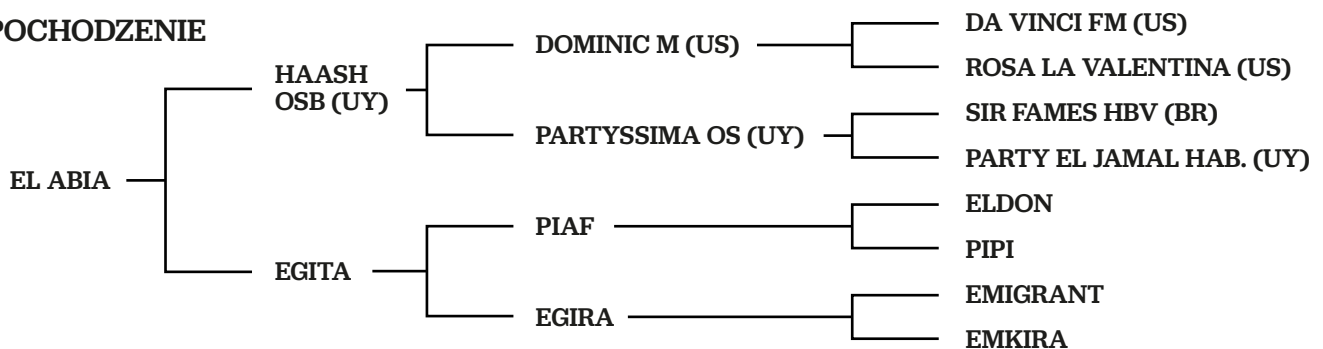 POCHODZENIE
EL ABIA
HAASH
OSB (UY)
EGITA
DOMINIC M (US)
PARTYSSIMA OS (UY)
PIAF
EGIRA
DA VINCI FM (US)
ROSA LA VALENTINA (US)
SIR FAMES HBV (BR)
PARTY EL JAMAL HAB. (UY)
ELDON
PIPI
EMIGRANT
EMKIRA